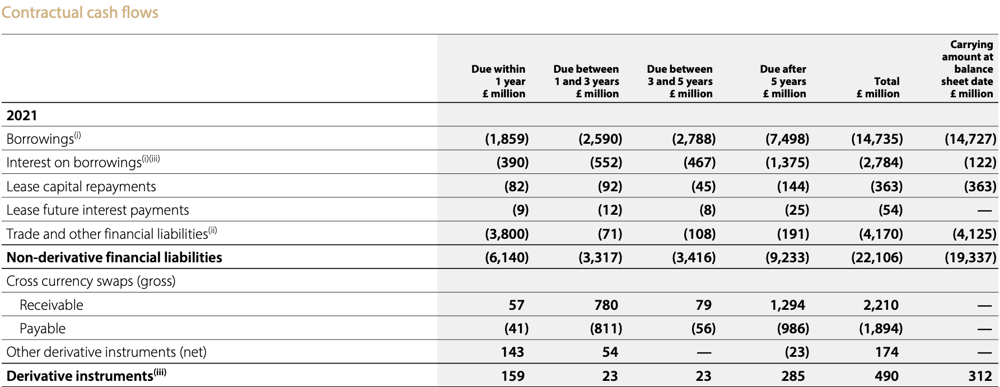 Contractual cash flows
Due within 1 year £ million Due between 1 and 3 years £ million Due between 3 and 5 years £ million Due after 5 years £ million Total £ million Carrying amount at balance sheet date £ million
2021
Borrowings(i) (1,859) (2,590) (2,788) (7,498) (14,735) (14,727)
Interest on borrowings(i)(iii) (390) (552) (467) (1,375) (2,784) (122)
Lease capital repayments (82) (92) (45) (144) (363) (363)
Lease future interest payments (9) (12) (8) (25) (54) —
Trade and other financial liabilities(ii) (3,800) (71) (108) (191) (4,170) (4,125)
Non-derivative financial liabilities (6,140) (3,317) (3,416) (9,233) (22,106) (19,337)
Cross currency swaps (gross)
Receivable 57 780 79 1,294 2,210 —
Payable (41) (811) (56) (986) (1,894) —
Other derivative instruments (net) 143 54 — (23) 174 —
Derivative instruments(iii) 159 23 23 285 490 312